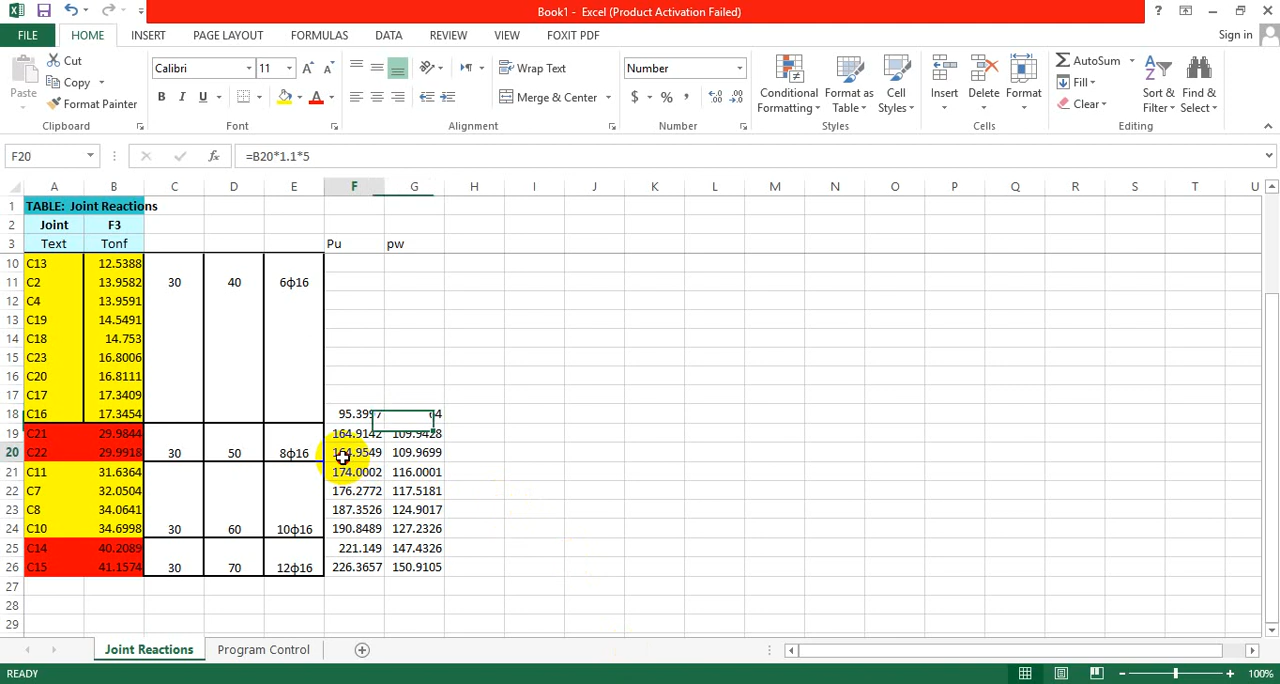 Book1 - Excel (Product Activation Failed)
FILE HOME INSERT PAGE LAYOUT FORMULAS DATA REVIEW VIEW FOXIT PDF Sign in
Paste Cut Copy Format Painter Clipboard
Calibri 11 B I U A Font
Wrap Text Merge & Center Alignment
Number $ % , Number
Conditional Formatting Format as Table Cell Styles Styles
Insert Delete Format Cells
AutoSum Fill Clear Sort & Filter Find & Select Editing
F20 fx =B20*1.1*5
A B C D E F G H I J K L M N O P Q R S T U
1 TABLE: Joint Reactions
2 Joint F3
3 Text Tonf Pu pw
10 C13 12.5388
11 C2 13.9582 30 40 6ф16
12 C4 13.9591
13 C19 14.5491
14 C18 14.753
15 C23 16.8006
16 C20 16.8111
17 C17 17.3409
18 C16 17.3454 95.3997
19 C21 29.9844 164.9142 109.9428
20 C22 29.9918 30 50 8ф16 164.9549 109.9699
21 C11 31.6364 174.0002 116.0001
22 C7 32.0504 176.2772 117.5181
23 C8 34.0641 187.3526 124.9017
24 C10 34.6998 30 60 10ф16 190.8489 127.2326
25 C14 40.2089 221.149 147.4326
26 C15 41.1574 30 70 12ф16 226.3657 150.9105
27
28
29
Joint Reactions Program Control
READY 100%